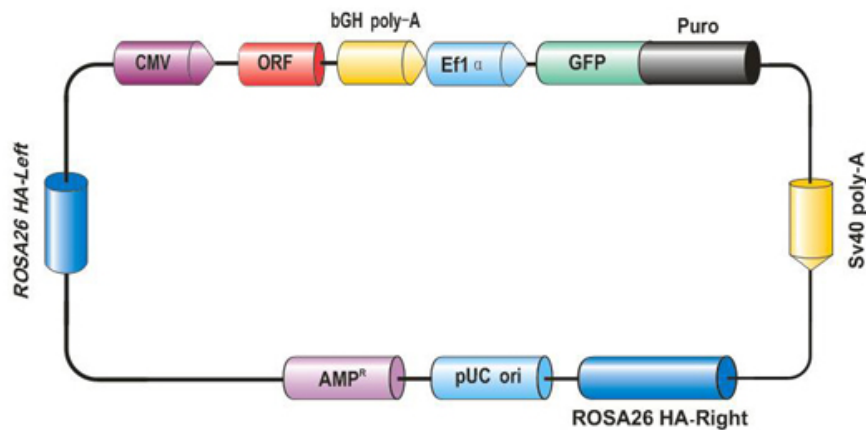 bGH poly-A
Puro
CMV
ORF
Ef1 α
GFP
ROSA26 HA-Left
Sv40 poly-A
AMPᴿ
pUC ori
ROSA26 HA-Right